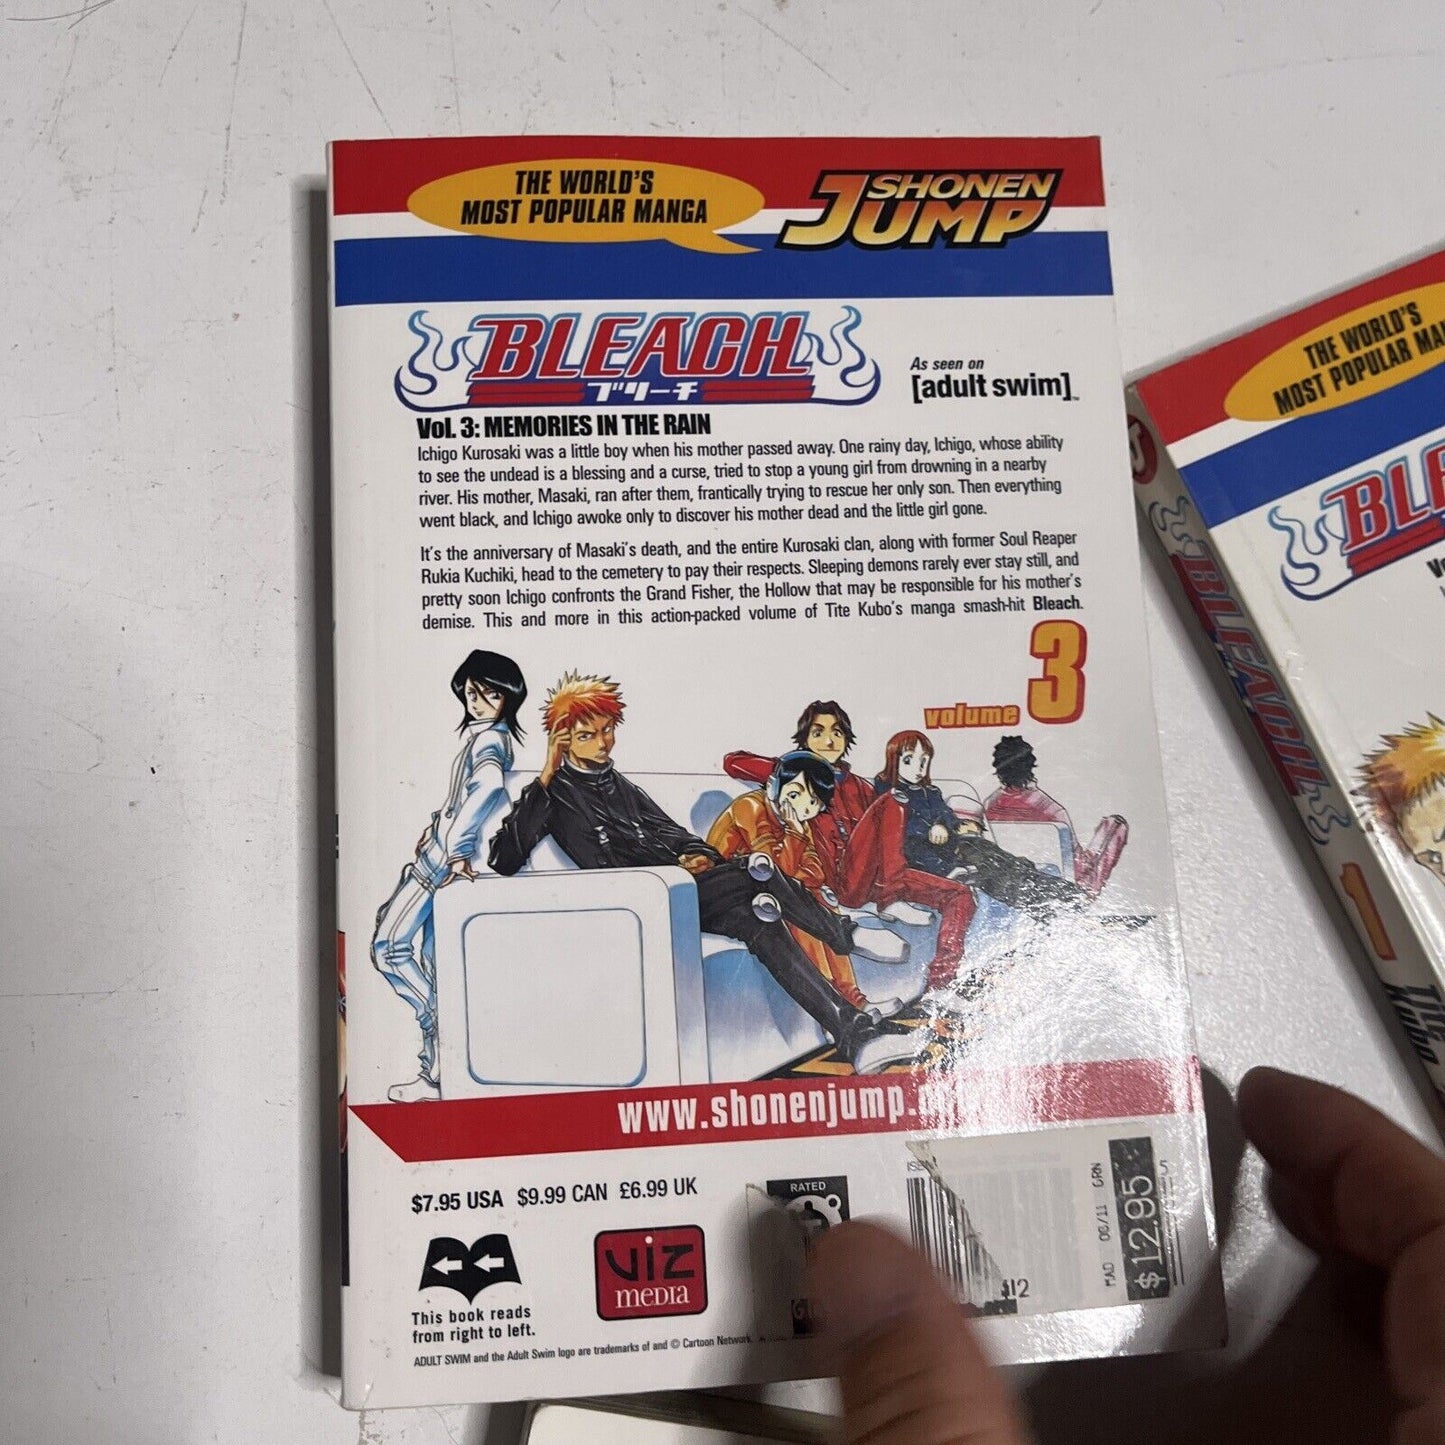 THE WORLD'S
MOST POPULAR MANGA
SHONEN
JUMP
BLEACH
ブリーチ
As seen on
[adult swim]
Vol. 3: MEMORIES IN THE RAIN
Ichigo Kurosaki was a little boy when his mother passed away. One rainy day, Ichigo, whose ability
to see the undead is a blessing and a curse, tried to stop a young girl from drowning in a nearby
river. His mother, Masaki, ran after them, frantically trying to rescue her only son. Then everything
went black, and Ichigo awoke only to discover his mother dead and the little girl gone.
It's the anniversary of Masaki's death, and the entire Kurosaki clan, along with former Soul Reaper
Rukia Kuchiki, head to the cemetery to pay their respects. Sleeping demons rarely ever stay still, and
pretty soon Ichigo confronts the Grand Fisher, the Hollow that may be responsible for his mother's
demise. This and more in this action-packed volume of Tite Kubo's manga smash-hit Bleach.
volume 3
www.shonenjump.
$7.95 USA $9.99 CAN £6.99 UK
This book reads
from right to left.
VIZ
MEDIA
RATED
ISBN
MAD 06/11 GRN
$12.95
5
ADULT SWIM and the Adult Swim logo are trademarks of and © Cartoon Network.
THE WORLD'S
MOST POPULAR
BLEACH
1
Tite
Kubo